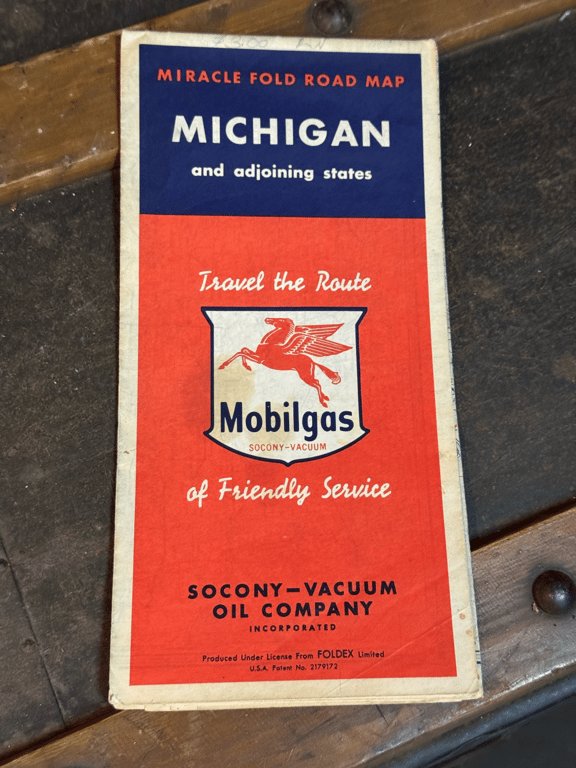 MIRACLE FOLD ROAD MAP
MICHIGAN
and adjoining states
Travel the Route
Mobilgas
SOCONY-VACUUM
of Friendly Service
SOCONY-VACUUM
OIL COMPANY
INCORPORATED
Produced Under License From FOLDEX Limited
U.S.A. Patent No. 2179172